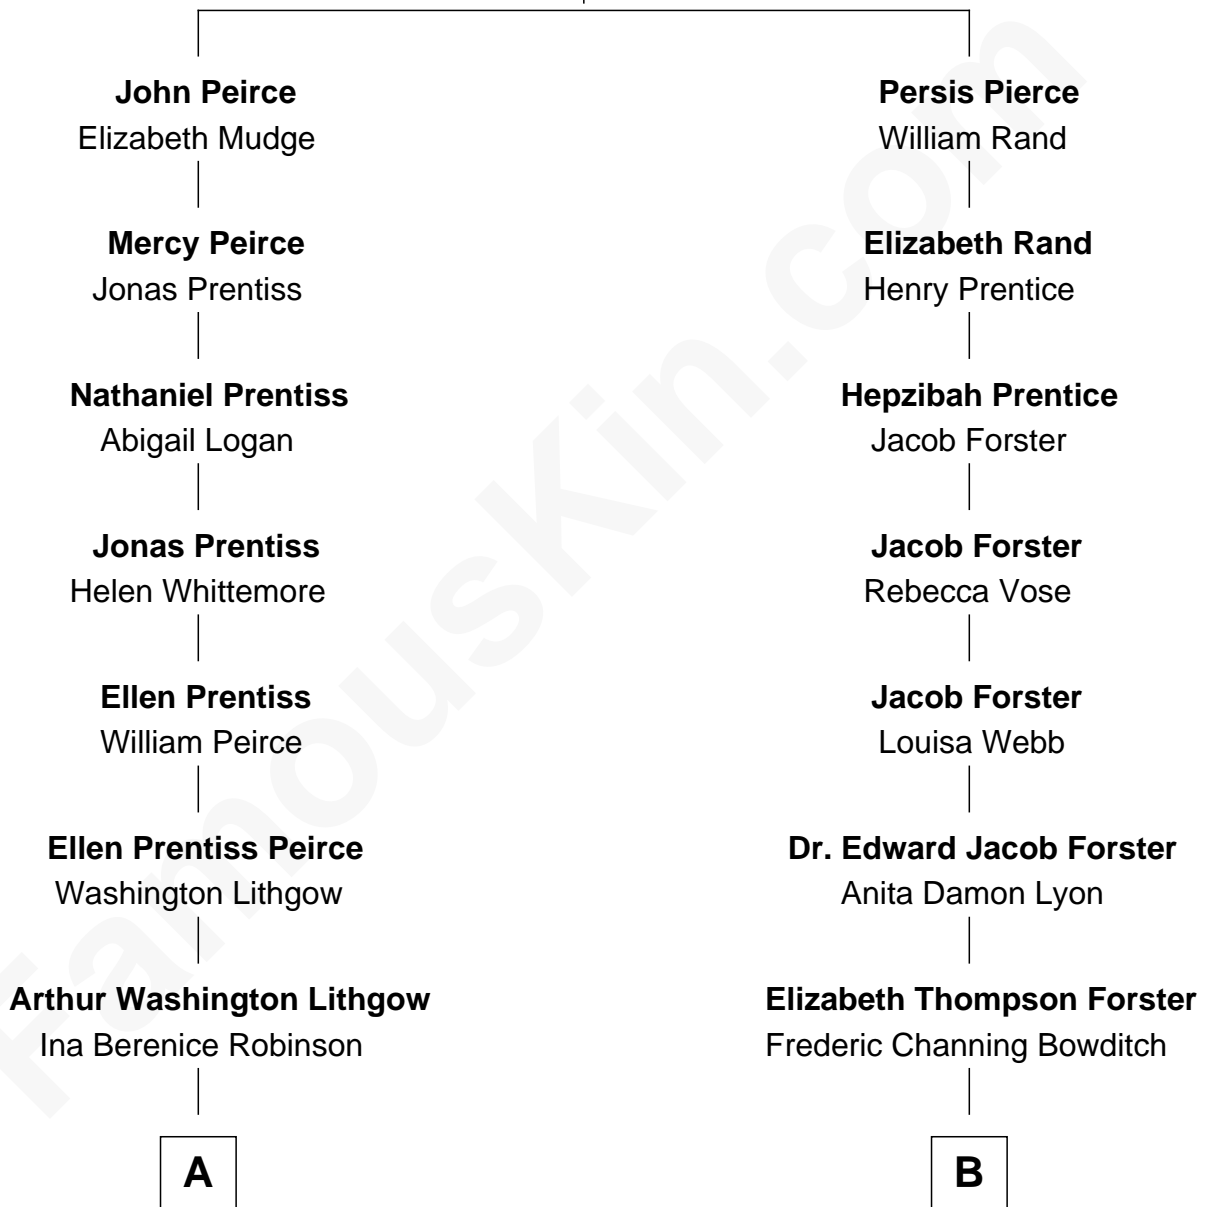 John Peirce
Elizabeth Mudge
Mercy Peirce
Jonas Prentiss
Nathaniel Prentiss
Abigail Logan
Jonas Prentiss
Helen Whittemore
Ellen Prentiss
William Peirce
Ellen Prentiss Peirce
Washington Lithgow
Arthur Washington Lithgow
Ina Berenice Robinson
A
Persis Pierce
William Rand
Elizabeth Rand
Henry Prentice
Hepzibah Prentice
Jacob Forster
Jacob Forster
Rebecca Vose
Jacob Forster
Louisa Webb
Dr. Edward Jacob Forster
Anita Damon Lyon
Elizabeth Thompson Forster
Frederic Channing Bowditch
B
FamousKin.com